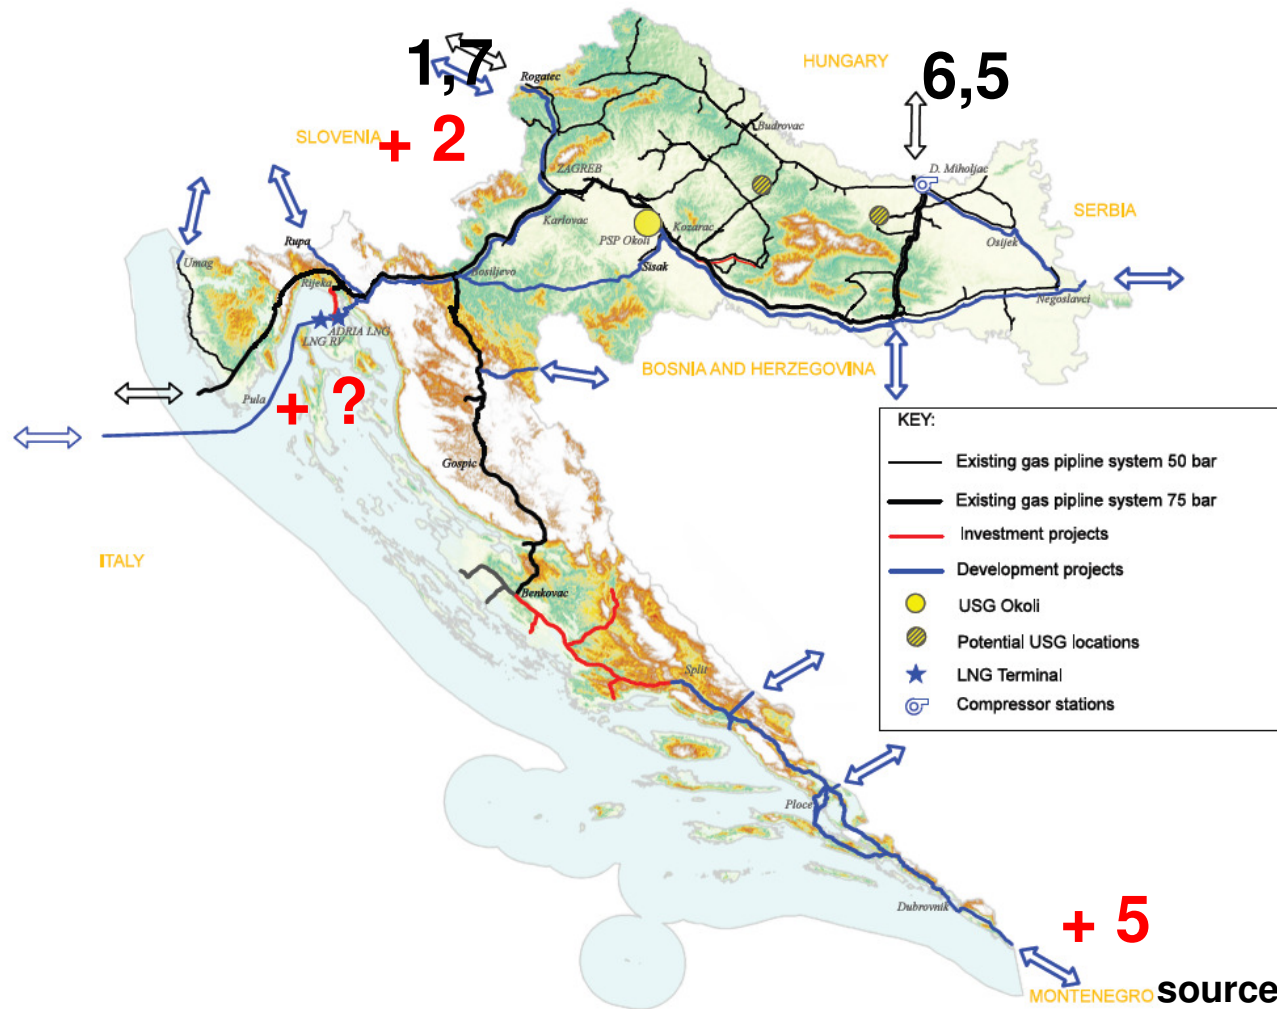 1,7
HUNGARY
6,5
Rogatec
SLOVENIA
+ 2
Budrovac
ZAGREB
D. Miholjac
SERBIA
Karlovac
PSP Okoli
Kozarac
Osijek
Rupa
Umag
Rijeka
Bosiljevo
Sisak
Negoslavci
ADRIA LNG
LNG RV
BOSNIA AND HERZEGOVINA
Pula
+ ?
KEY:
Existing gas pipline system 50 bar
Existing gas pipline system 75 bar
Investment projects
Development projects
USG Okoli
Potential USG locations
LNG Terminal
Compressor stations
Gospic
ITALY
Benkovac
Split
Ploce
Dubrovnik
+ 5
MONTENEGRO source